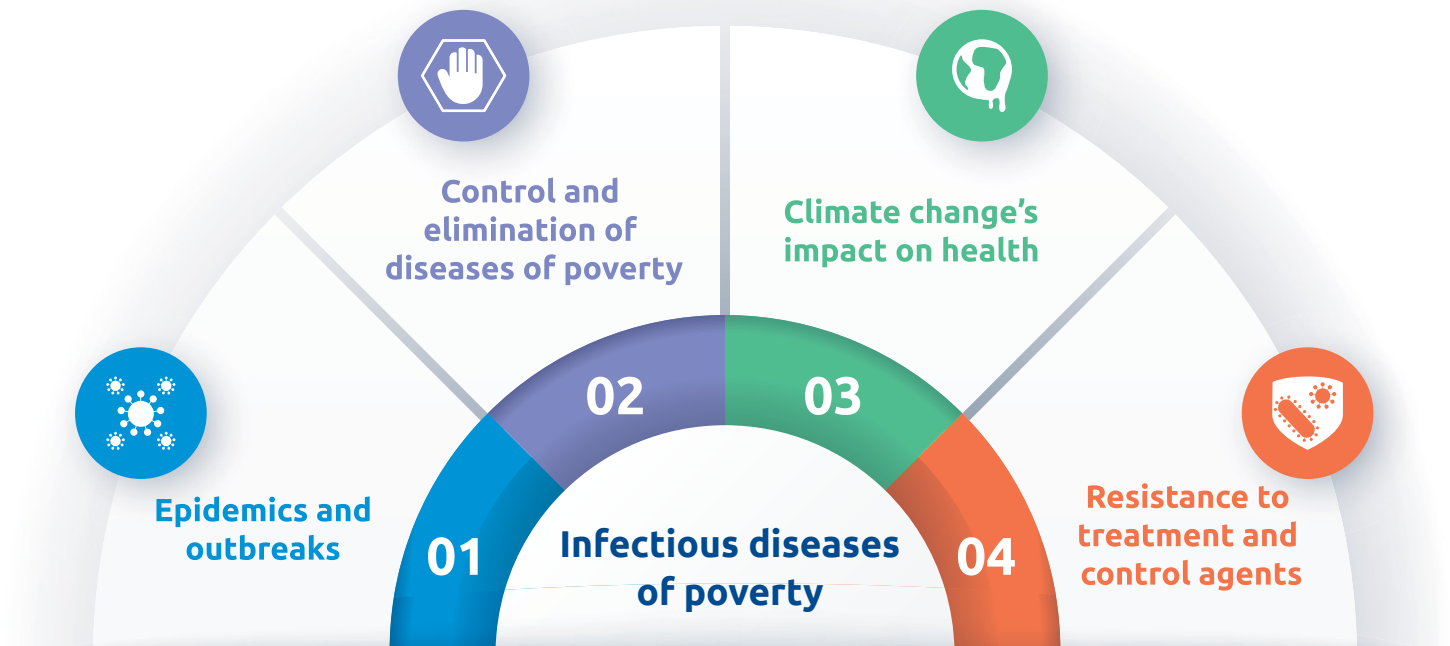 Control and
elimination of
diseases of poverty
Climate change’s
impact on health
02
03
Epidemics and
outbreaks
01
Infectious diseases
of poverty
04
Resistance to
treatment and
control agents